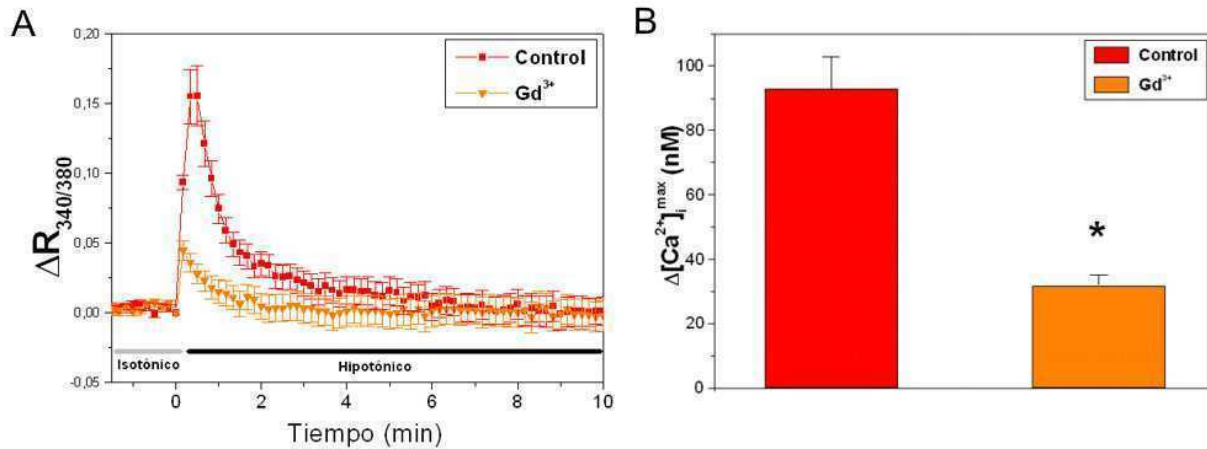 A
Control
Gd³⁺
ΔR340/380
0,20
0,15
0,10
0,05
0,00
-0,05
Isotónico
Hipotónico
0 2 4 6 8 10
Tiempo (min)
B
Control
Gd³⁺
Δ[Ca²⁺]ᵢᵐᵃˣ (nM)
100
80
60
40
20
0
*